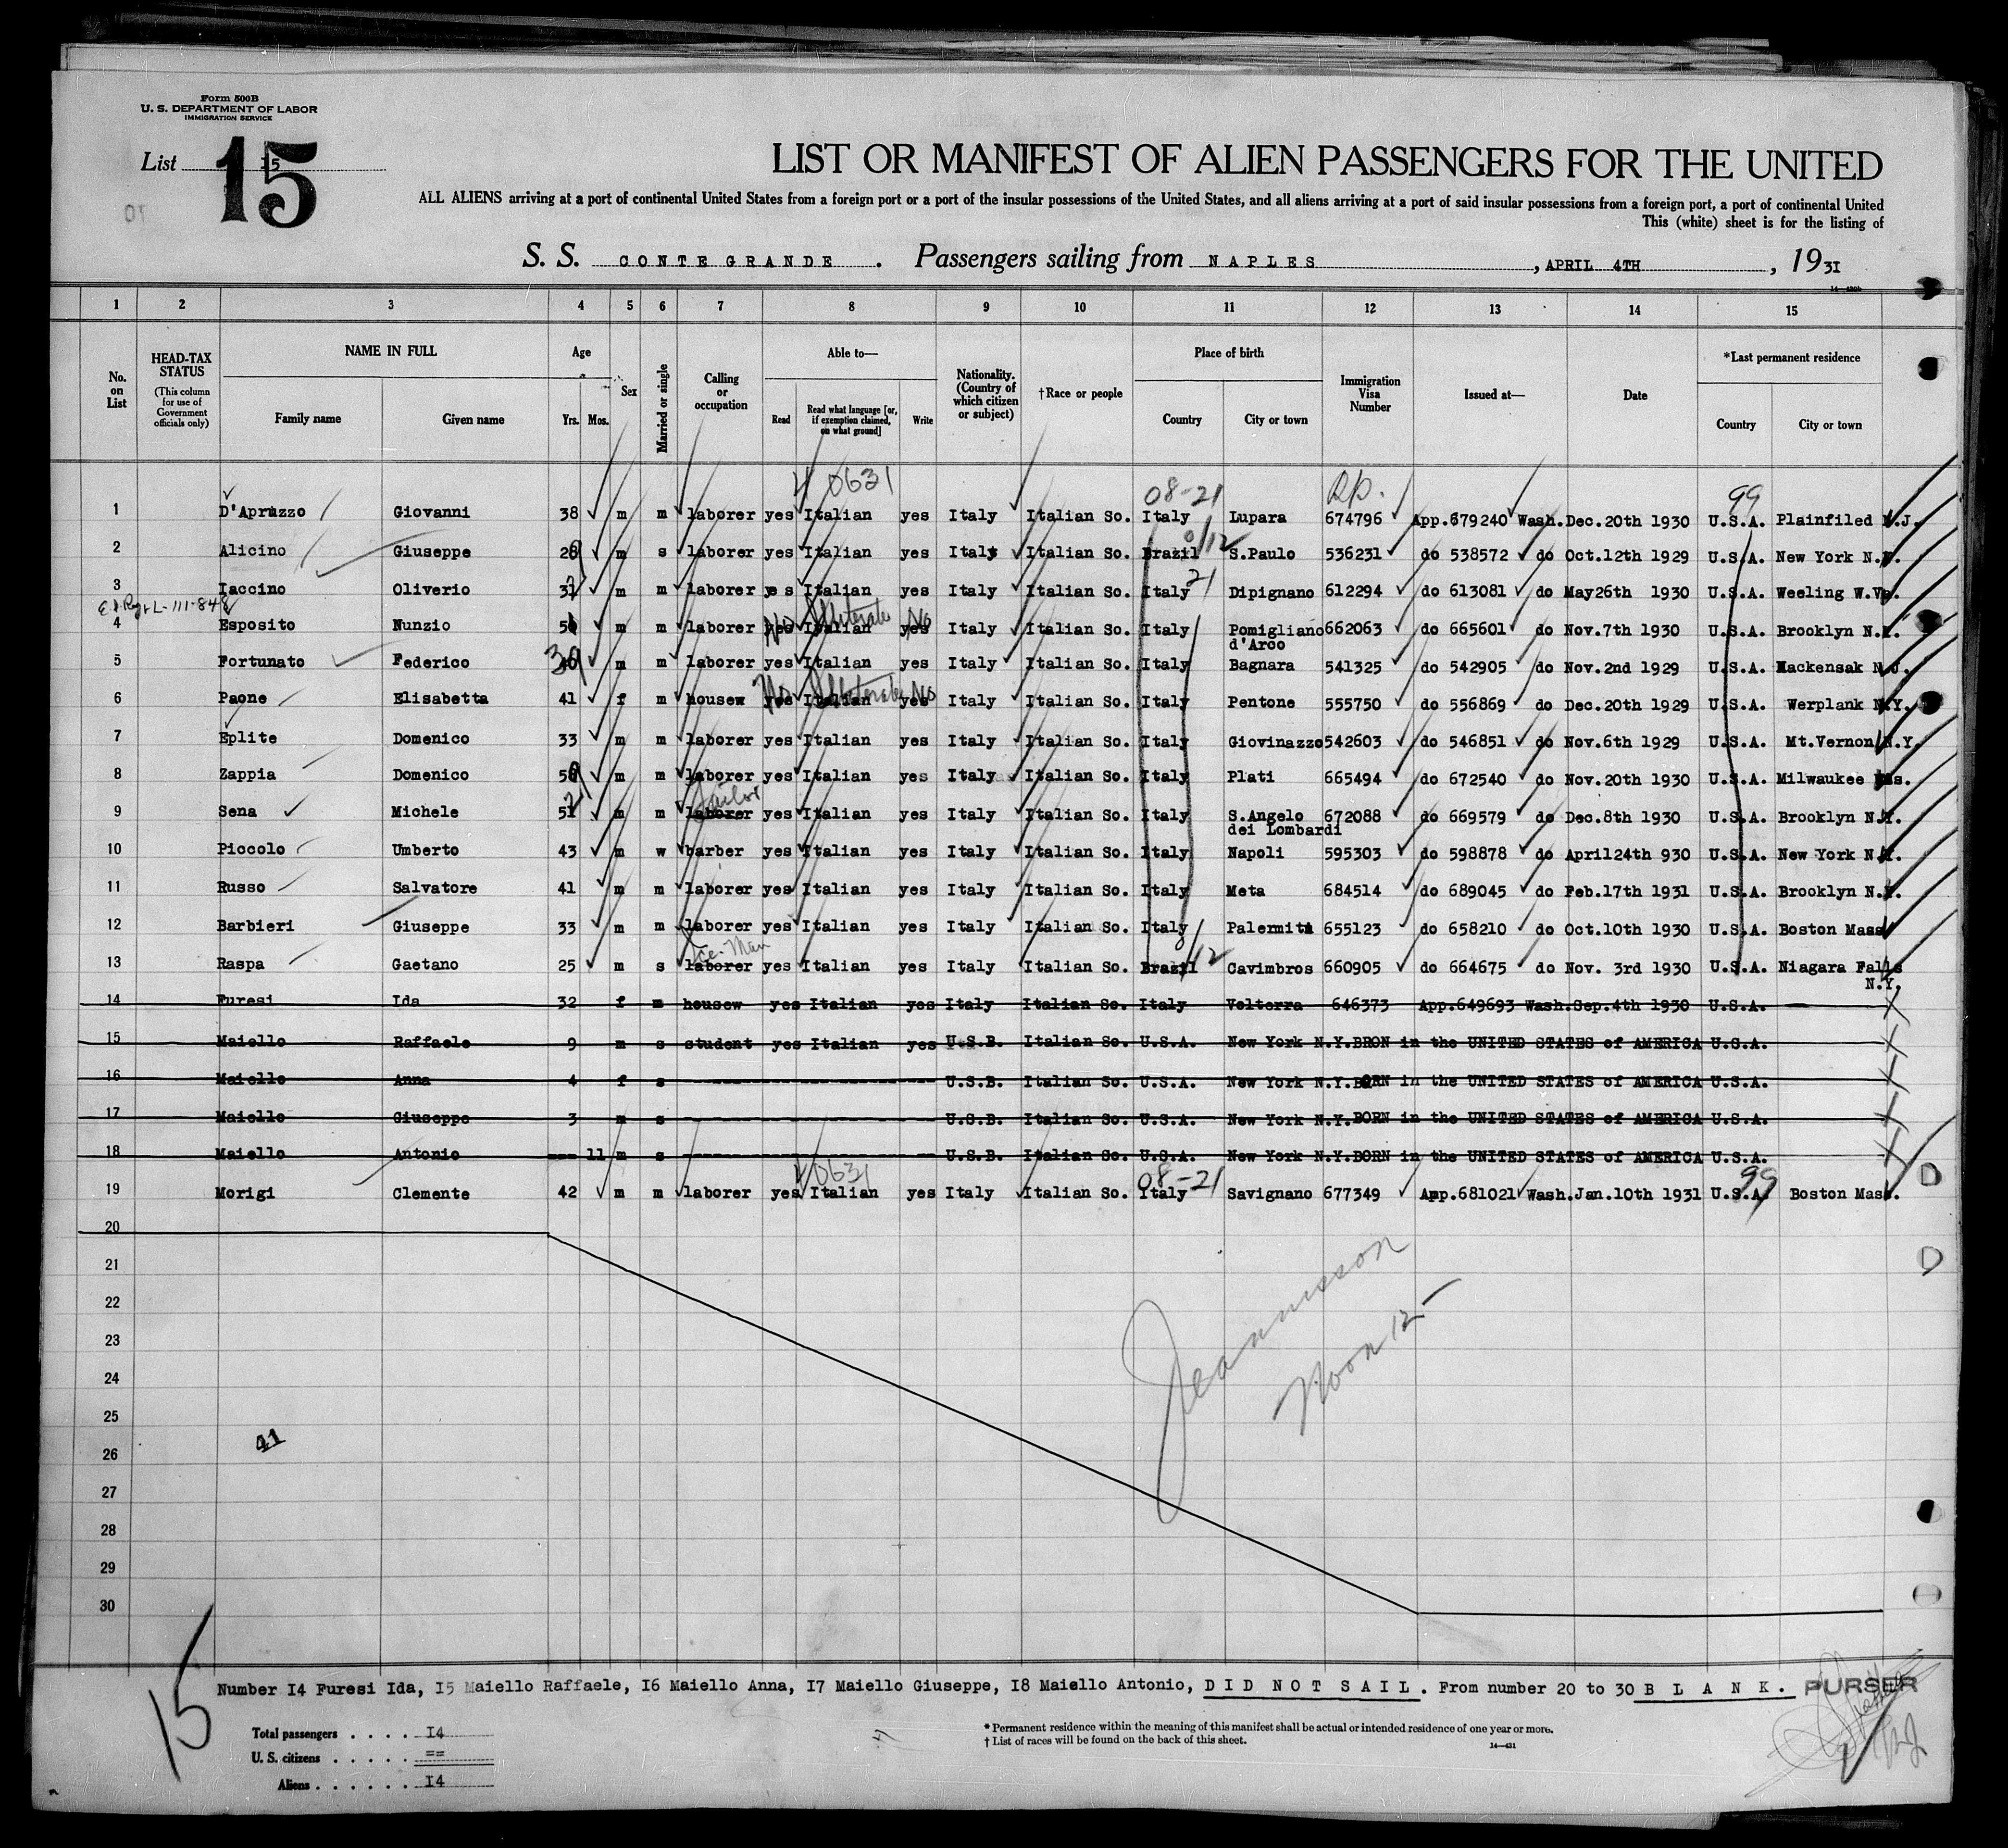 Form 500B
U. S. DEPARTMENT OF LABOR
IMMIGRATION SERVICE
List 15
15
LIST OR MANIFEST OF ALIEN PASSENGERS FOR THE UNITED
ALL ALIENS arriving at a port of continental United States from a foreign port or a port of the insular possessions of the United States, and all aliens arriving at a port of said insular possessions from a foreign port, a port of continental United
This (white) sheet is for the listing of
S. S. CONTE GRANDE . Passengers sailing from NAPLES , APRIL 4TH , 1931
1 2 3 4 5 6 7 8 9 10 11 12 13 14 15
No. on List HEAD-TAX STATUS (This column for use of Government officials only) NAME IN FULL Family name Given name Age Yrs. Mos. Sex Married or single Calling or occupation Able to— Read Read what language [or, if exemption claimed, on what ground] Write Nationality. (Country of which citizen or subject) †Race or people Place of birth Country City or town Immigration Visa Number Issued at— Date *Last permanent residence Country City or town
40631 08-21 99
1 D'Apruzzo Giovanni 38 m m laborer yes Italian yes Italy Italian So. Italy Lupara 674796 App.679240 Wash. Dec.20th 1930 U.S.A. Plainfiled N.J.
0/12
2 Alicino Giuseppe m s laborer yes Italian yes Italy Italian So. Brazil S.Paulo 536231 do 538572 do Oct.12th 1929 U.S.A. New York N.Y.
21
3 Iaccino Oliverio m m laborer yes Italian yes Italy Italian So. Italy Dipignano 612294 do 613081 do May26th 1930 U.S.A. Weeling W.Va.
L-111-848
No Illiterate No
4 Esposito Nunzio m m laborer yes Italian yes Italy Italian So. Italy Pomigliano d'Arco 662063 do 665601 do Nov.7th 1930 U.S.A. Brooklyn N.Y.
5 Fortunato Federico m m laborer yes Italian yes Italy Italian So. Italy Bagnara 541325 do 542905 do Nov.2nd 1929 U.S.A. Mackensak N.J.
No Illiterate No
6 Paone Elisabetta 41 f m housew yes Italian yes Italy Italian So. Italy Pentone 555750 do 556869 do Dec.20th 1929 U.S.A. Werplank N.Y.
7 Eplite Domenico 33 m m laborer yes Italian yes Italy Italian So. Italy Giovinazzo 542603 do 546851 do Nov.6th 1929 U.S.A. Mt.Vernon N.Y.
8 Zappia Domenico m m laborer yes Italian yes Italy Italian So. Italy Plati 665494 do 672540 do Nov.20th 1930 U.S.A. Milwaukee
Tailor
9 Sena Michele m m laborer yes Italian yes Italy Italian So. Italy S.Angelo dei Lombardi 672088 do 669579 do Dec.8th 1930 U.S.A. Brooklyn N.Y.
10 Piccolo Umberto 43 m w barber yes Italian yes Italy Italian So. Italy Napoli 595303 do 598878 do April24th 930 U.S.A. New York N.Y.
11 Russo Salvatore 41 m m laborer yes Italian yes Italy Italian So. Italy Meta 684514 do 689045 do Feb.17th 1931 U.S.A. Brooklyn N.Y.
12 Barbieri Giuseppe 33 m m laborer yes Italian yes Italy Italian So. Italy Palermiti 655123 do 658210 do Oct.10th 1930 U.S.A. Boston Mass
Ice-Man 12
13 Raspa Gaetano 25 m s laborer yes Italian yes Italy Italian So. Brazil Cavimbros 660905 do 664675 do Nov. 3rd 1930 U.S.A. Niagara Falls N.Y.
14 Furesi Ida 32 f m housew yes Italian yes Italy Italian So. Italy Volterra 646373 App.649693 Wash.Sep.4th 1930 U.S.A. —
15 Maiello Raffaele 9 m s student yes Italian yes U.S.B. Italian So. U.S.A. New York N.Y.BRON in the UNITED STATES of AMERICA U.S.A.
16 Maiello Anna 4 f s U.S.B. Italian So. U.S.A. New York N.Y.BORN in the UNITED STATES of AMERICA U.S.A.
17 Maiello Giuseppe 3 m s U.S.B. Italian So. U.S.A. New York N.Y.BORN in the UNITED STATES of AMERICA U.S.A.
18 Maiello Antonio --- 11 m s U.S.B. Italian So. U.S.A. New York N.Y.BORN in the UNITED STATES of AMERICA U.S.A.
40631 08-21 99
19 Morigi Clemente 42 m m laborer yes Italian yes Italy Italian So. Italy Savignano 677349 App.681021 Wash.Jan.10th 1931 U.S.A. Boston Mass.
20
21
22
23
24
25
26
27
28
29
30
41
Noon 12
15
Number I4 Furesi Ida, I5 Maiello Raffaele, I6 Maiello Anna, I7 Maiello Giuseppe, I8 Maiello Antonio, DID NOT SAIL. From number 20 to 30 BLANK. PURSER
Total passengers . . . . I4
U. S. citizens . . . . . ==
Aliens . . . . . . I4
* Permanent residence within the meaning of this manifest shall be actual or intended residence of one year or more.
† List of races will be found on the back of this sheet.
14—431